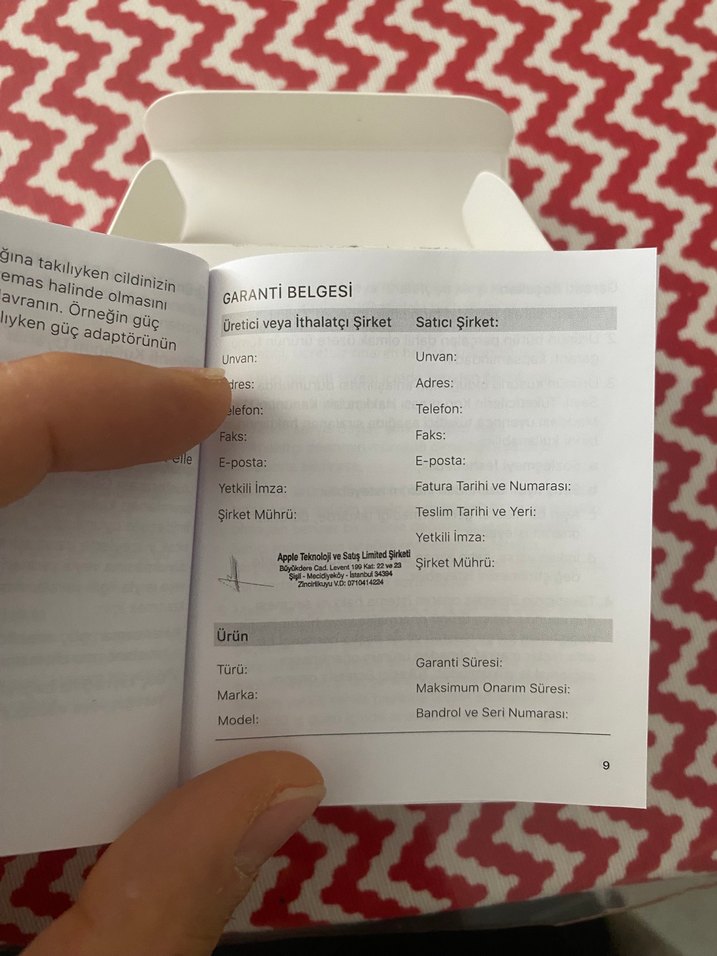 ğına takılıyken cildinizin
emas halinde olmasını
avranın. Örneğin güç
lıyken güç adaptörünün
elle
GARANTİ BELGESİ
Üretici veya İthalatçı Şirket
Unvan:
Adres:
Telefon:
Faks:
E-posta:
Yetkili İmza:
Şirket Mührü:
Apple Teknoloji ve Satış Limited Şirketi
Büyükdere Cad. Levent 199 Kat: 22 ve 23
Şişli - Mecidiyeköy - İstanbul 34394
Zincirlikuyu V.D: 0710414224
Satıcı Şirket:
Unvan:
Adres:
Telefon:
Faks:
E-posta:
Fatura Tarihi ve Numarası:
Teslim Tarihi ve Yeri:
Yetkili İmza:
Şirket Mührü:
Ürün
Türü:
Marka:
Model:
Garanti Süresi:
Maksimum Onarım Süresi:
Bandrol ve Seri Numarası:
9